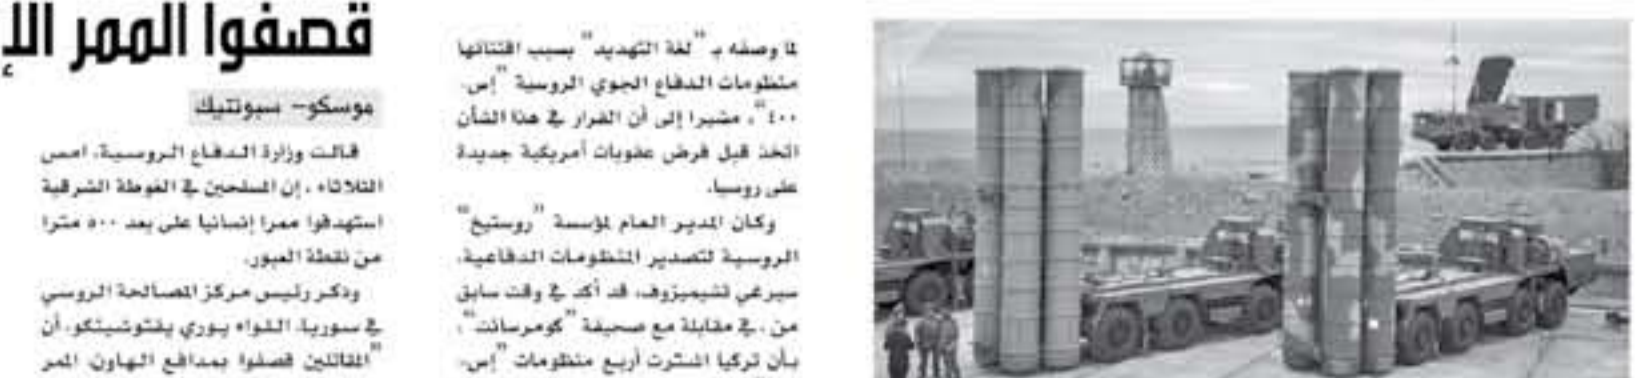 لما وصفه بـ "لغة التهديد" بسبب اقتنائها
منظومات الدفاع الجوي الروسية "إس-
٤٠٠"، مشيرا إلى أن القرار في هذا الشأن
اتخذ قبل فرض عقوبات أمريكية جديدة
على روسيا.
وكان المدير العام لمؤسسة "روستيخ"
الروسية لتصدير المنظومات الدفاعية،
سيرغي تشيميزوف، قد أكد في وقت سابق
من، في مقابلة مع صحيفة "كومرسانت"،
بأن تركيا اشترت أربع منظومات "إس-
قصفوا الممر الإ
موسكو- سبوتنيك
قالت وزارة الدفاع الروسية، امس
الثلاثاء، إن المسلحين في الغوطة الشرقية
استهدفوا ممرا إنسانيا على بعد ٥٠٠ مترا
من نقطة العبور.
وذكر رئيس مركز المصالحة الروسي
في سوريا، اللواء يوري يفتوشينكو، أن
"المقاتلين قصفوا بمدافع الهاون، الممر